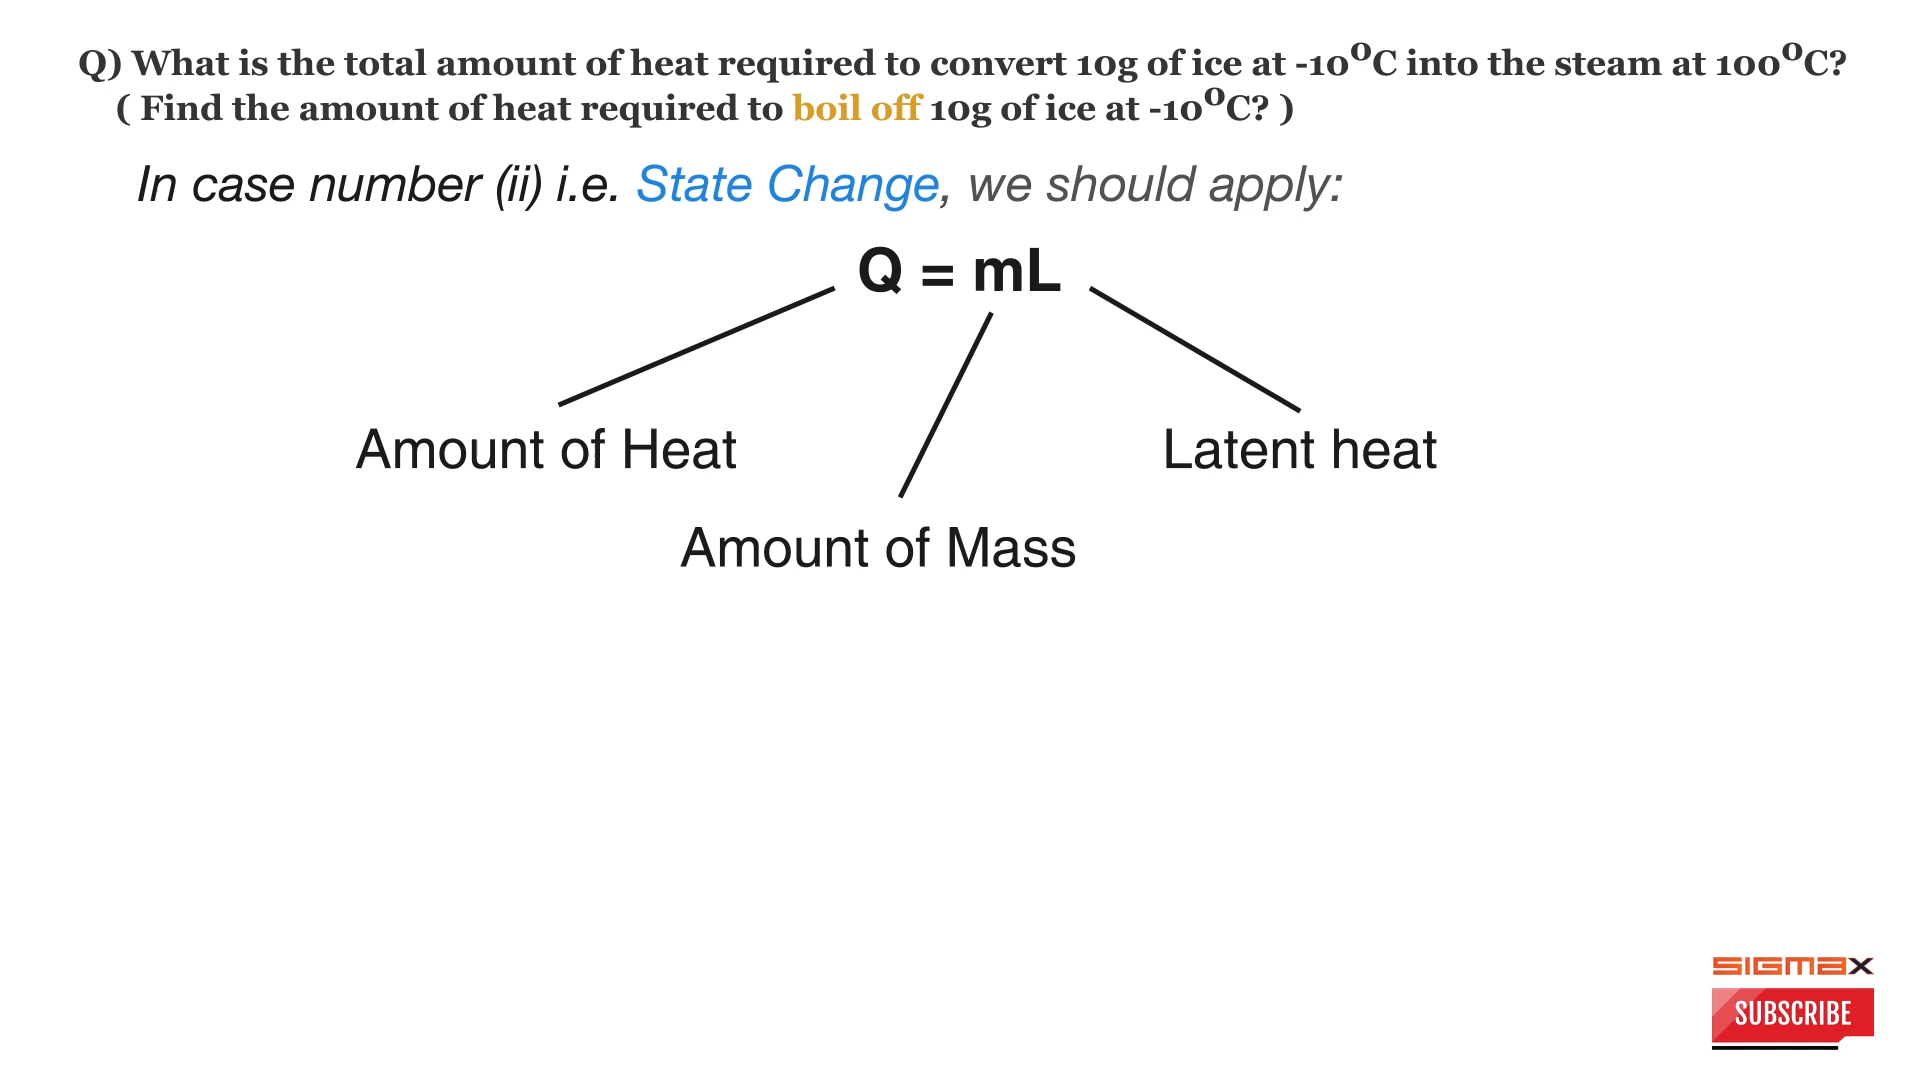 Q) What is the total amount of heat required to convert 10g of ice at -10⁰C into the steam at 100⁰C?
( Find the amount of heat required to boil off 10g of ice at -10⁰C? )
In case number (ii) i.e. State Change, we should apply:
Q = mL
Amount of Heat
Latent heat
Amount of Mass
SIGMAX
SUBSCRIBE